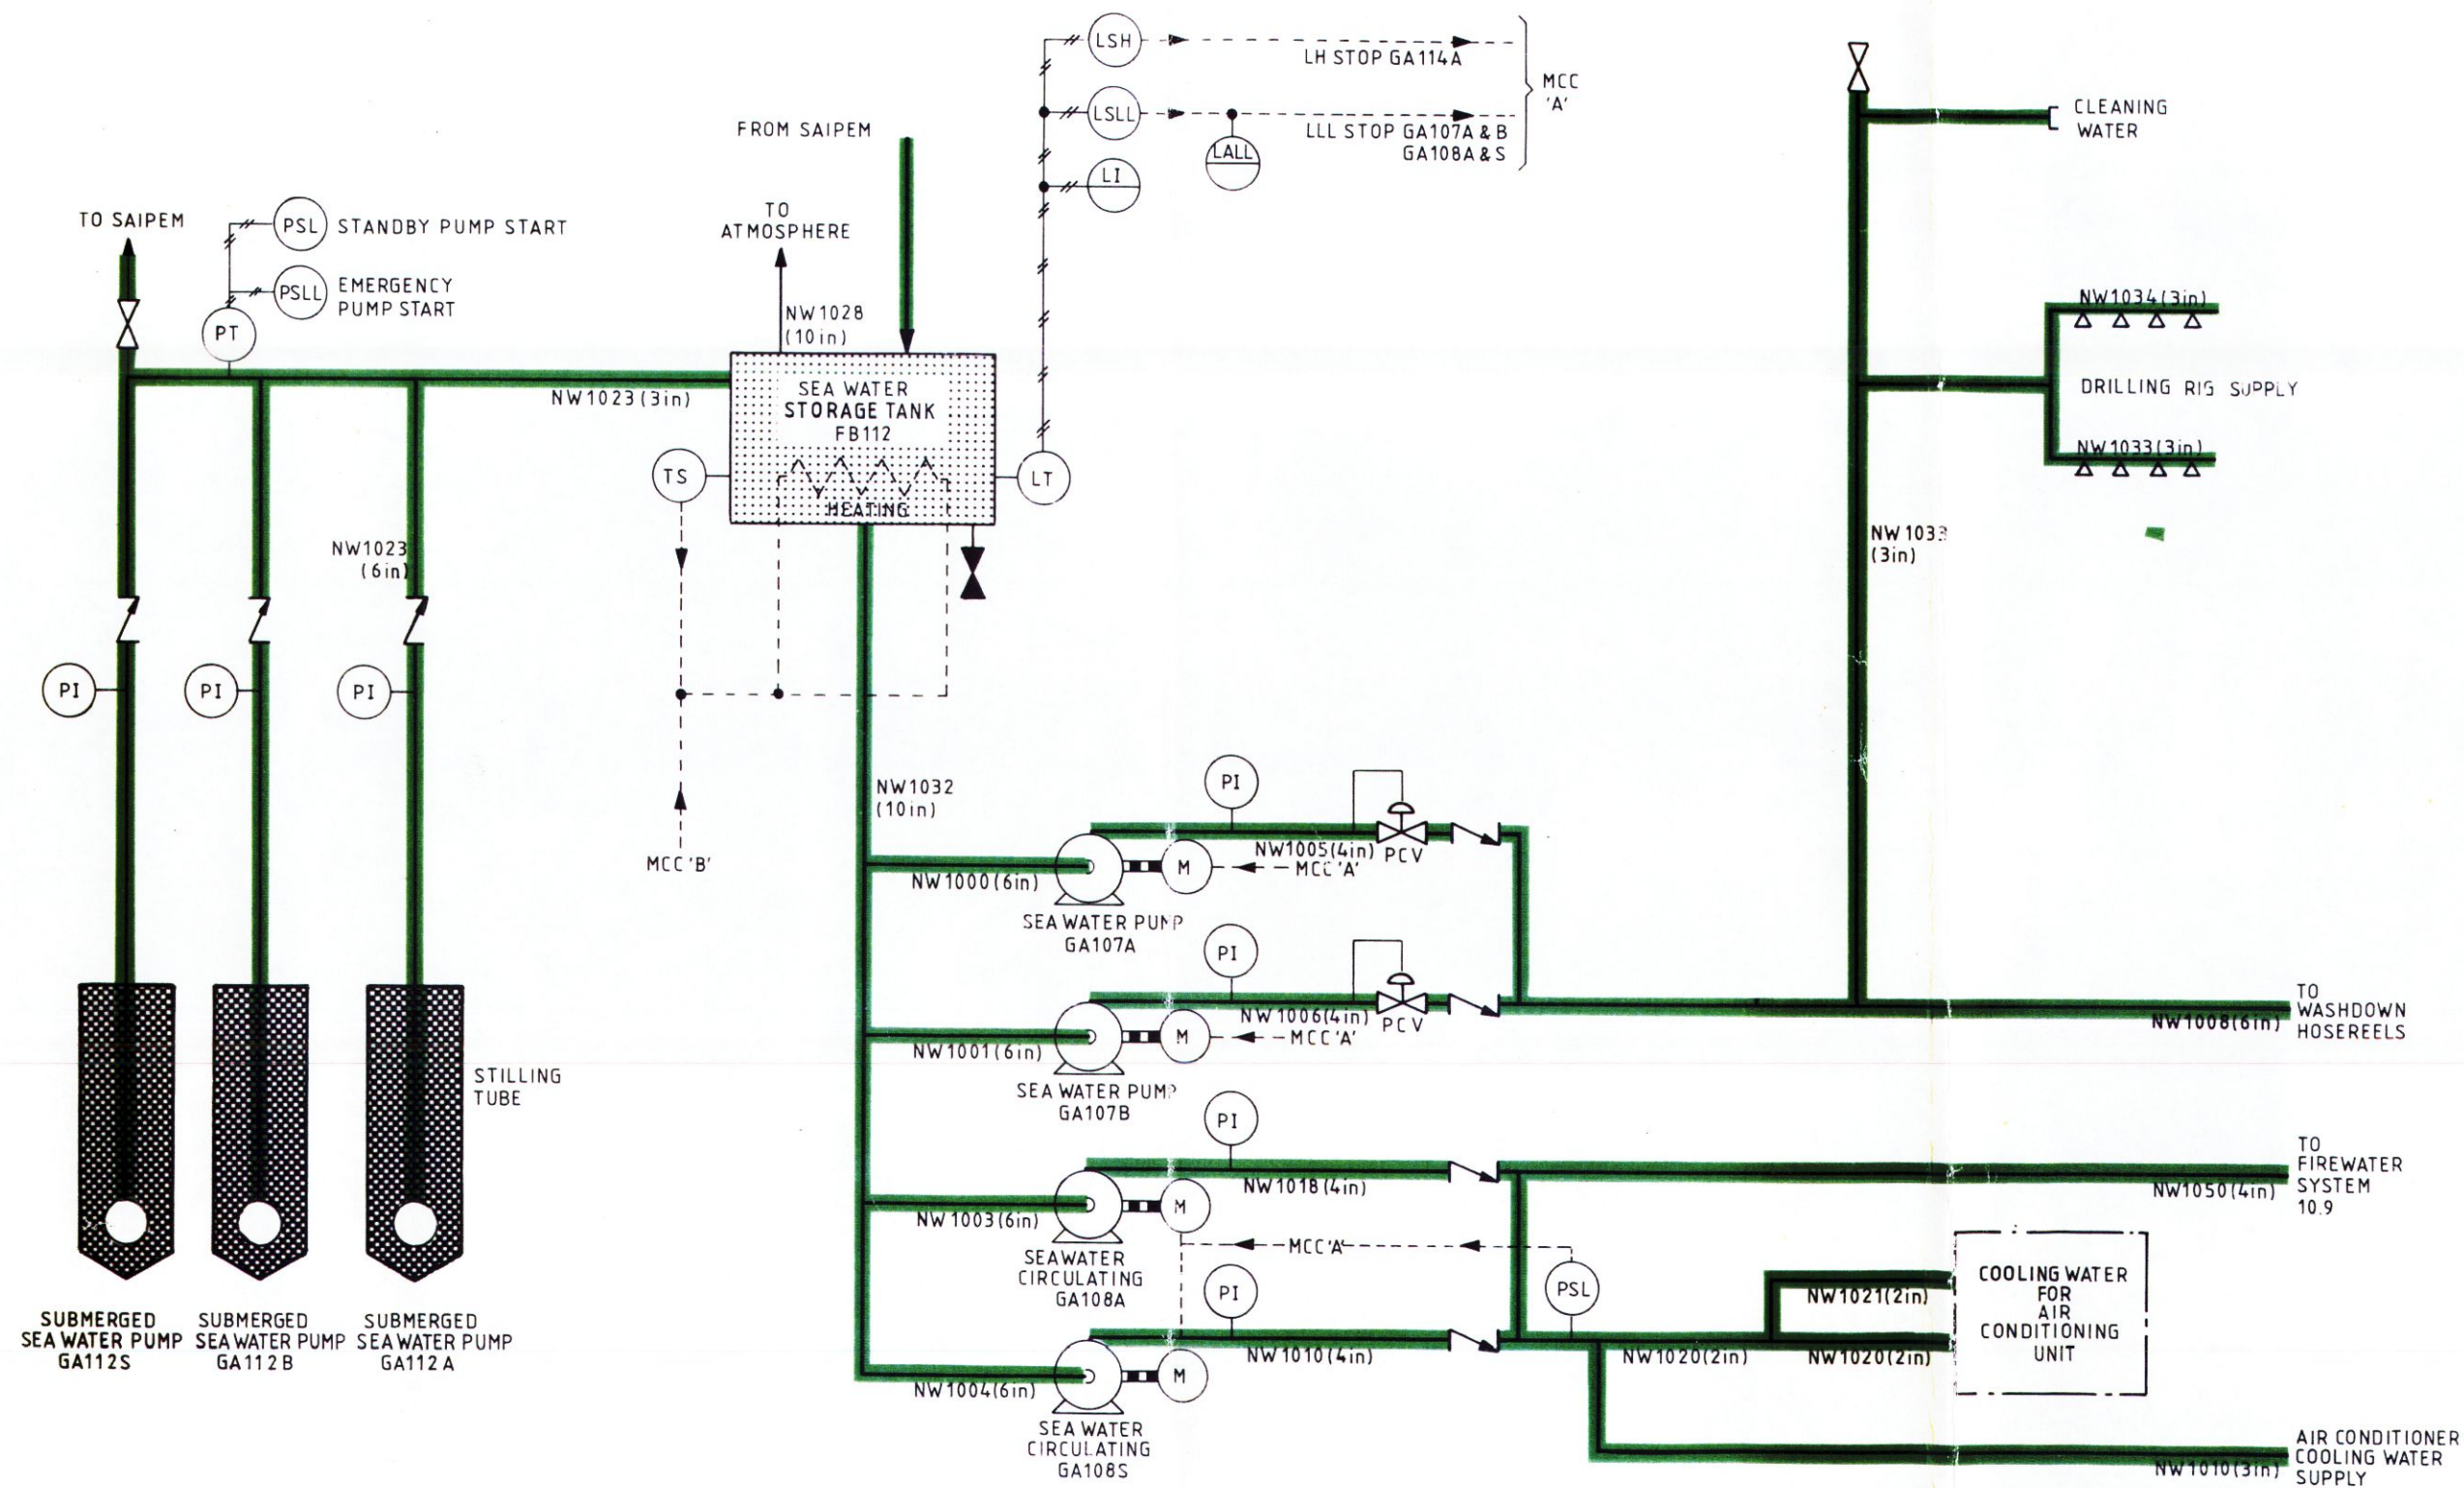 LSH
LH STOP GA114A
MCC
'A'
LSLL
LLL STOP GA107A & B
GA108A & S
LALL
LI
FROM SAIPEM
CLEANING
WATER
TO SAIPEM
PSL
STANDBY PUMP START
PSLL
EMERGENCY
PUMP START
PT
TO
ATMOSPHERE
NW1028
(10in)
NW1023 (3in)
SEA WATER
STORAGE TANK
FB112
HEATING
TS
LT
NW1034(3in)
DRILLING RIG SUPPLY
NW1033(3in)
NW1033
(3in)
NW1023
(6in)
PI
PI
PI
MCC 'B'
NW1032
(10in)
PI
NW1005(4in)
PCV
NW1000(6in)
M
MCC 'A'
SEA WATER PUMP
GA107A
PI
NW1006(4in)
PCV
NW1001(6in)
M
MCC 'A'
SEA WATER PUMP
GA107B
TO
WASHDOWN
HOSEREELS
NW1008(6in)
STILLING
TUBE
PI
NW1018(4in)
NW1003(6in)
M
SEAWATER
CIRCULATING
GA108A
MCC 'A'
TO
FIREWATER
SYSTEM
10.9
NW1050(4in)
PI
PSL
NW1010(4in)
NW1004(6in)
M
SEA WATER
CIRCULATING
GA108S
NW1020(2in)
NW1021(2in)
NW1020(2in)
COOLING WATER
FOR
AIR
CONDITIONING
UNIT
NW1010(3in)
AIR CONDITIONER
COOLING WATER
SUPPLY
SUBMERGED
SEA WATER PUMP
GA112S
SUBMERGED
SEA WATER PUMP
GA112B
SUBMERGED
SEA WATER PUMP
GA112A